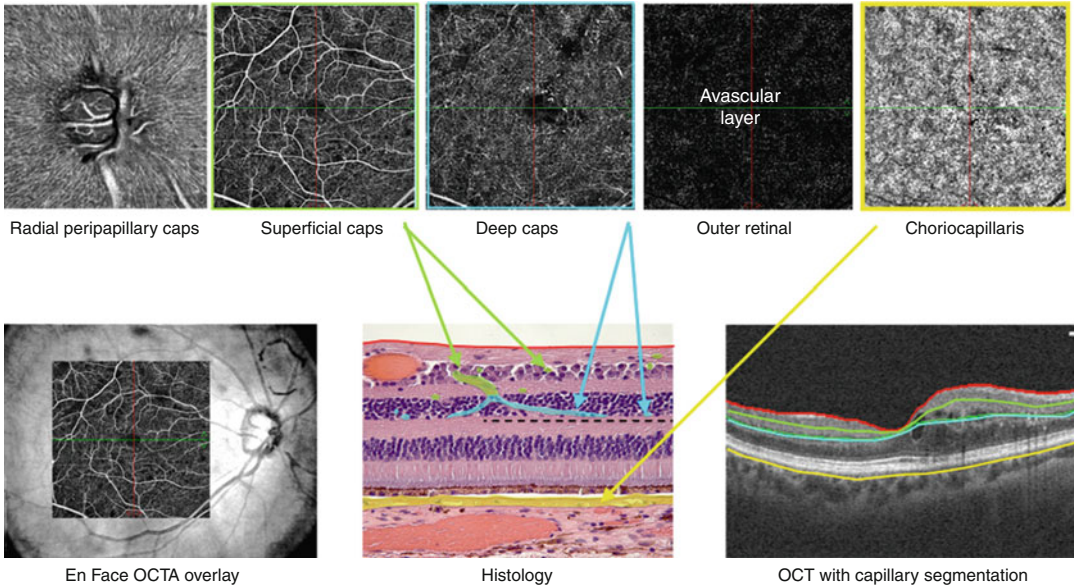 Avascular
layer
Radial peripapillary caps
Superficial caps
Deep caps
Outer retinal
Choriocapillaris
En Face OCTA overlay
Histology
OCT with capillary segmentation